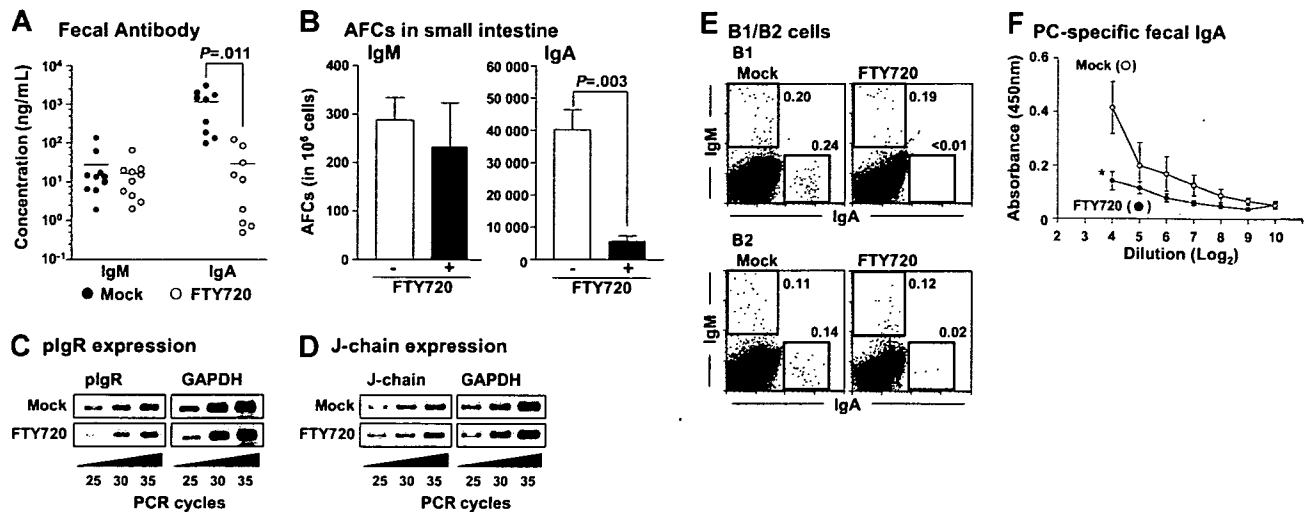 A Fecal Antibody
P=.011
Concentration (ng/mL)
10⁴
10³
10²
10¹
10⁰
10⁻¹
IgM IgA
● Mock ○ FTY720
B AFCs in small intestine
IgM IgA
AFCs (in 10⁶ cells)
400
300
200
100
0
- +
FTY720
60 000
50 000
40 000
30 000
20 000
10 000
0
P=.003
- +
FTY720
C pIgR expression
pIgR GAPDH
Mock
FTY720
25 30 35 25 30 35
PCR cycles
D J-chain expression
J-chain GAPDH
Mock
FTY720
25 30 35 25 30 35
PCR cycles
E B1/B2 cells
B1
Mock FTY720
0.20 0.19
0.24 <0.01
IgM
IgA
B2
Mock FTY720
0.11 0.12
0.14 0.02
IgM
IgA
F PC-specific fecal IgA
Absorbance (450nm)
0.6
0.4
0.2
0
Mock (○)
*
FTY720 (●)
2 3 4 5 6 7 8 9 10
Dilution (Log₂)